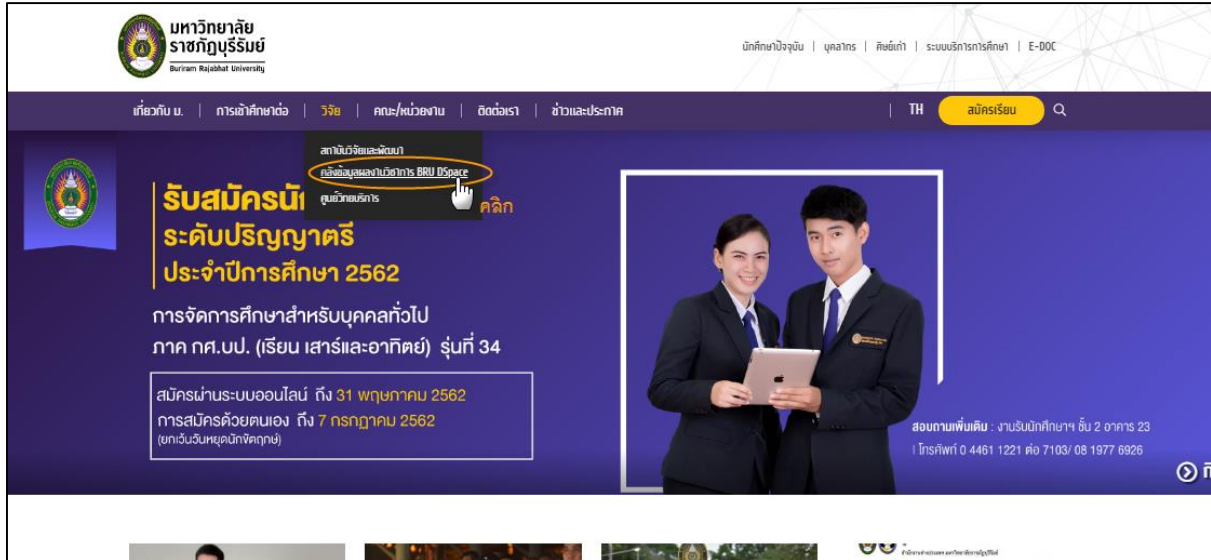 มหาวิทยาลัย
ราชภัฏบุรีรัมย์
Buriram Rajabhat University
นักศึกษาปัจจุบัน | บุคลากร | ศิษย์เก่า | ระบบบริการการศึกษา | E-DOC
เกี่ยวกับ ม. | การเข้าศึกษาต่อ | วิจัย | คณะ/หน่วยงาน | ติดต่อเรา | ข่าวและประกาศ | TH สมัครเรียน
สถาบันวิจัยและพัฒนา
คลังข้อมูลผลงานวิชาการ BRU DSpace
ศูนย์วิทยบริการ
คลิก
รับสมัครนั
ระดับปริญญาตรี
ประจำปีการศึกษา 2562
การจัดการศึกษาสำหรับบุคคลทั่วไป
ภาค กศ.บป. (เรียน เสาร์และอาทิตย์) รุ่นที่ 34
สมัครผ่านระบบออนไลน์ ถึง 31 พฤษภาคม 2562
การสมัครด้วยตนเอง ถึง 7 กรกฎาคม 2562
(ยกเว้นวันหยุดนักขัตฤกษ์)
สอบถามเพิ่มเติม : งานรับนักศึกษาฯ ชั้น 2 อาคาร 23
| โทรศัพท์ 0 4461 1221 ต่อ 7103/ 08 1977 6926